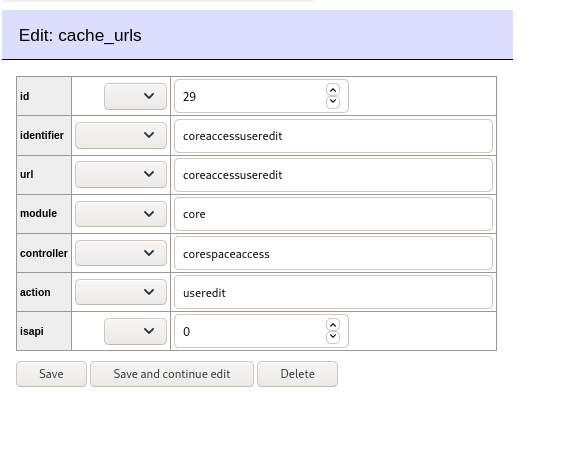 Edit: cache_urls
id 29
identifier coreaccessuseredit
url coreaccessuseredit
module core
controller corespaceaccess
action useredit
isapi 0
Save Save and continue edit Delete